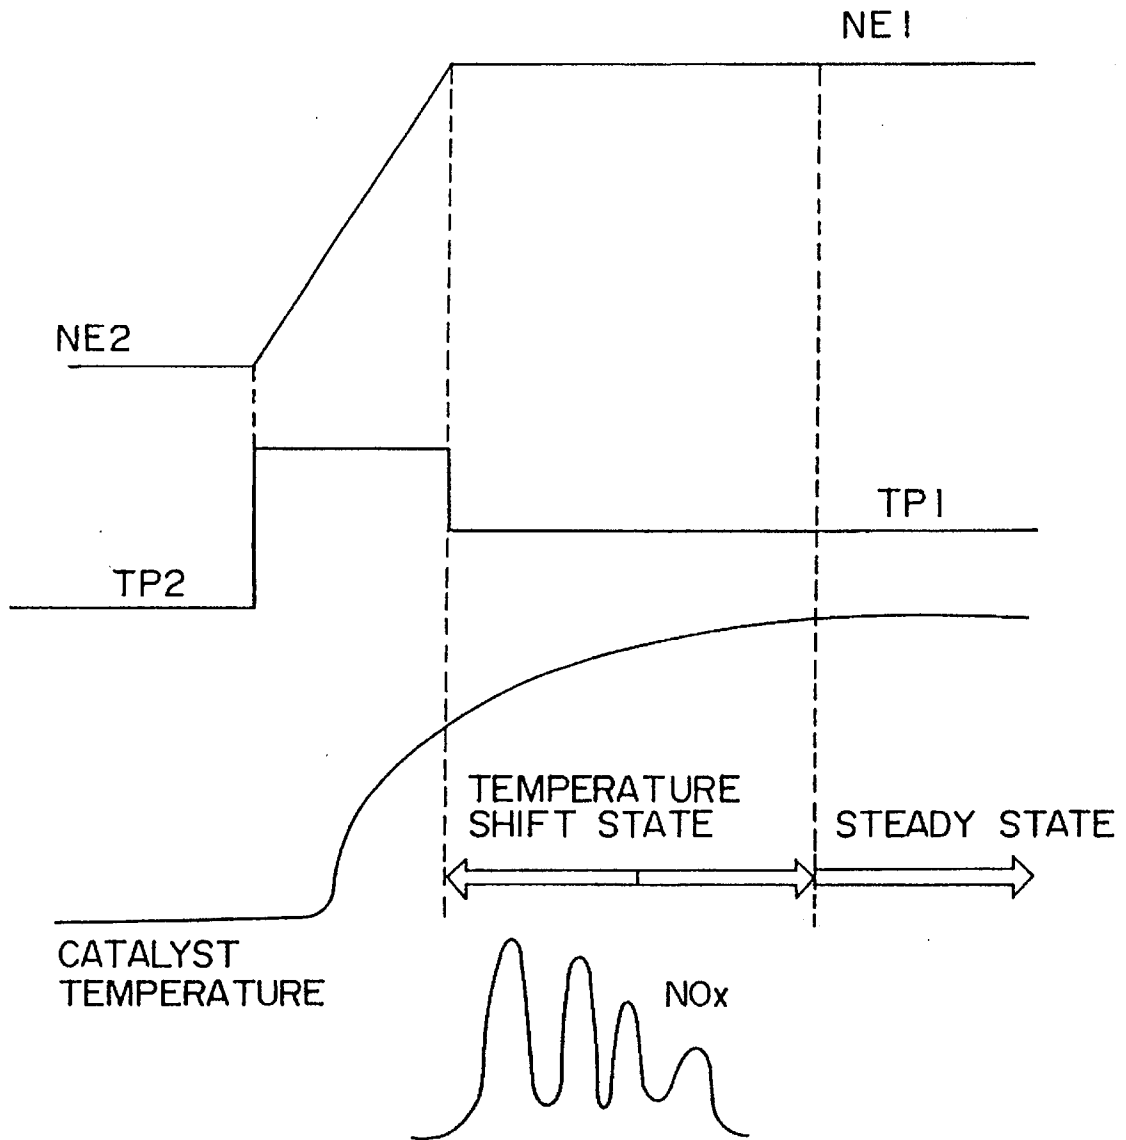 NE1
NE2
TP1
TP2
TEMPERATURE
SHIFT STATE
STEADY STATE
CATALYST
TEMPERATURE
NOx